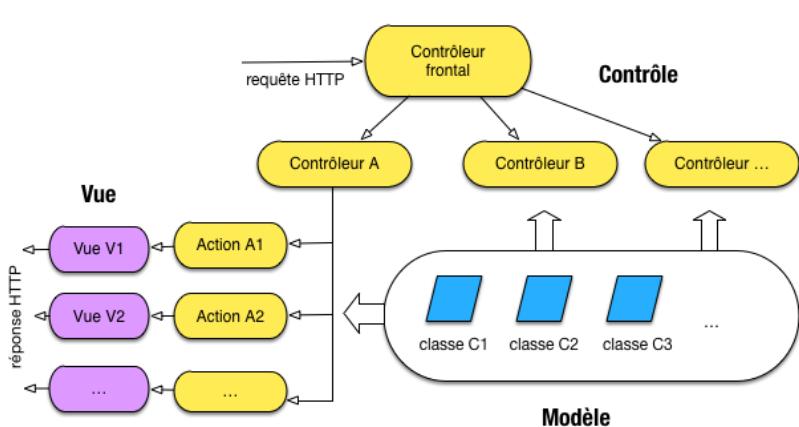 Contrôleur
frontal
requête HTTP
Contrôle
Contrôleur A
Contrôleur B
Contrôleur ...
Vue
Vue V1
Action A1
Vue V2
Action A2
...
...
réponse HTTP
classe C1
classe C2
classe C3
...
Modèle